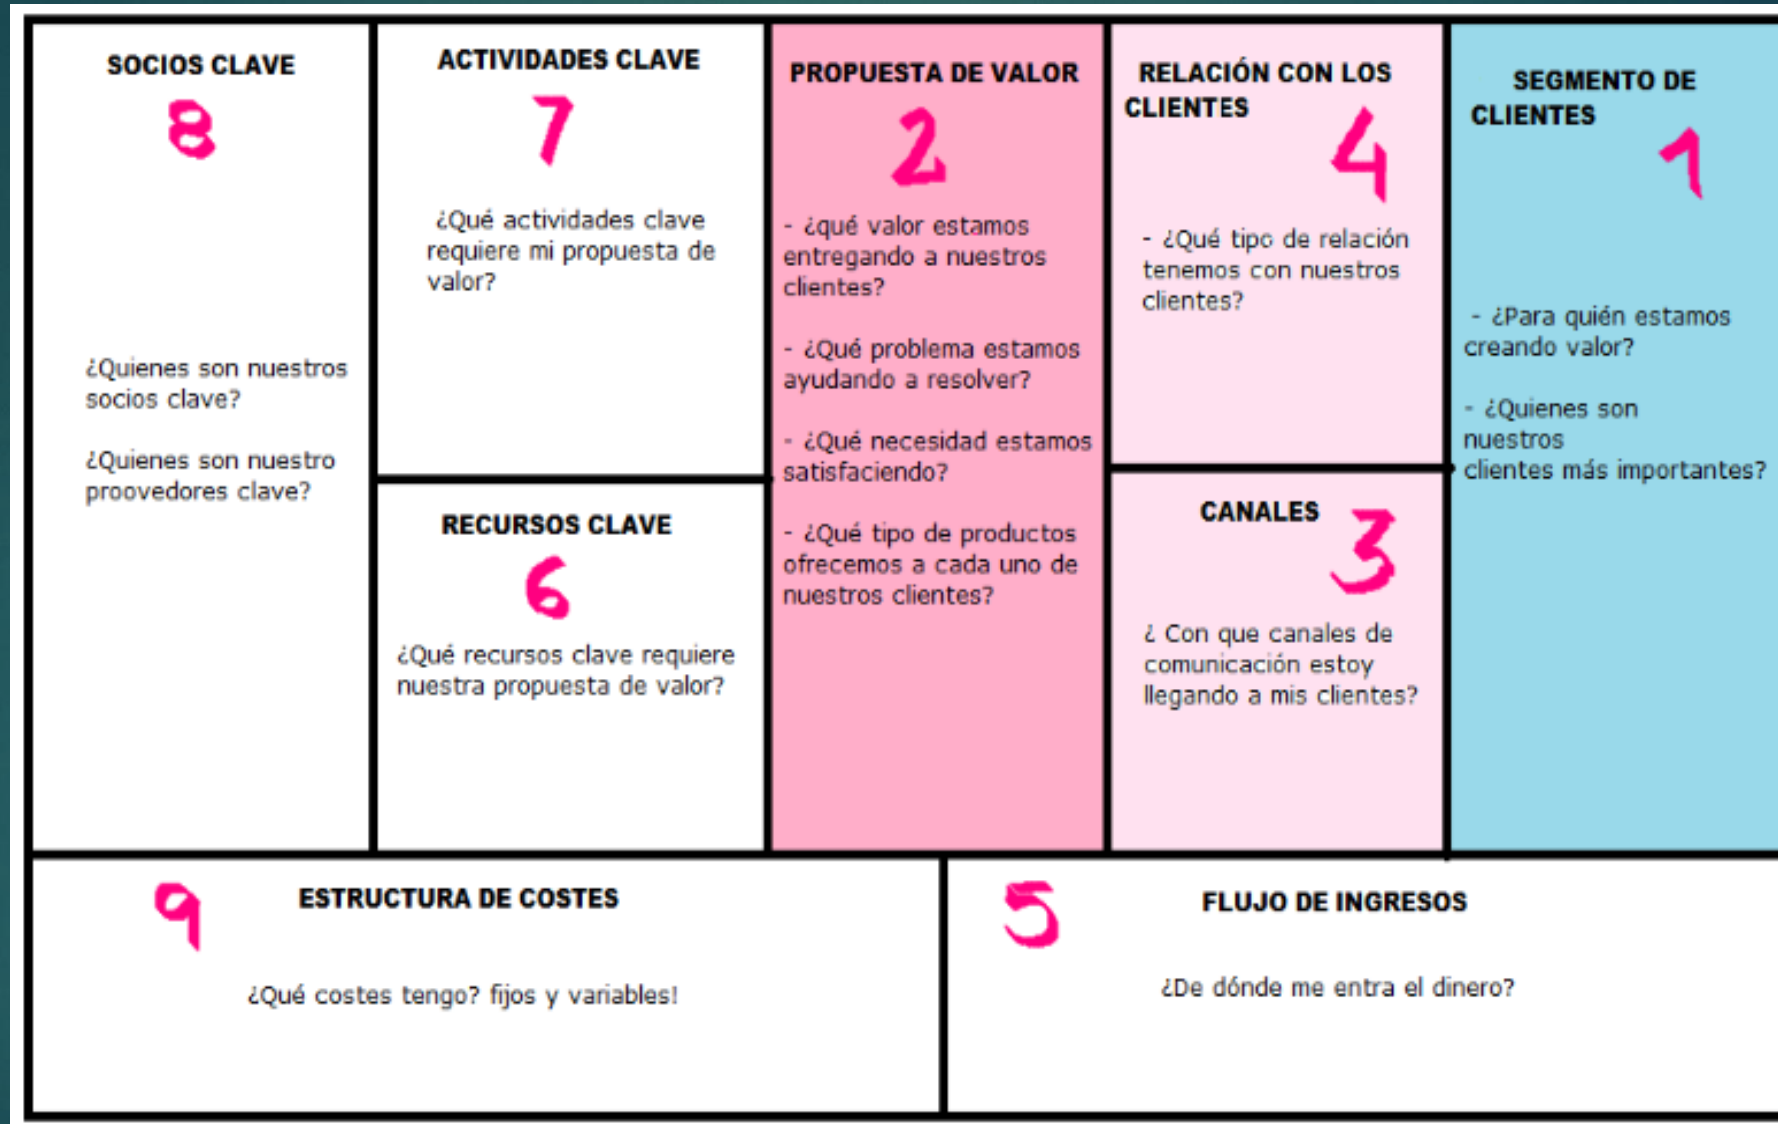 SOCIOS CLAVE
8
¿Quienes son nuestros
socios clave?
¿Quienes son nuestro
proovedores clave?
ACTIVIDADES CLAVE
7
¿Qué actividades clave
requiere mi propuesta de
valor?
RECURSOS CLAVE
6
¿Qué recursos clave requiere
nuestra propuesta de valor?
PROPUESTA DE VALOR
2
- ¿qué valor estamos
entregando a nuestros
clientes?
- ¿Qué problema estamos
ayudando a resolver?
- ¿Qué necesidad estamos
satisfaciendo?
- ¿Qué tipo de productos
ofrecemos a cada uno de
nuestros clientes?
RELACIÓN CON LOS
CLIENTES
4
- ¿Qué tipo de relación
tenemos con nuestros
clientes?
CANALES
3
¿ Con que canales de
comunicación estoy
llegando a mis clientes?
SEGMENTO DE
CLIENTES
1
- ¿Para quién estamos
creando valor?
- ¿Quienes son
nuestros
clientes más importantes?
9
ESTRUCTURA DE COSTES
¿Qué costes tengo? fijos y variables!
5
FLUJO DE INGRESOS
¿De dónde me entra el dinero?